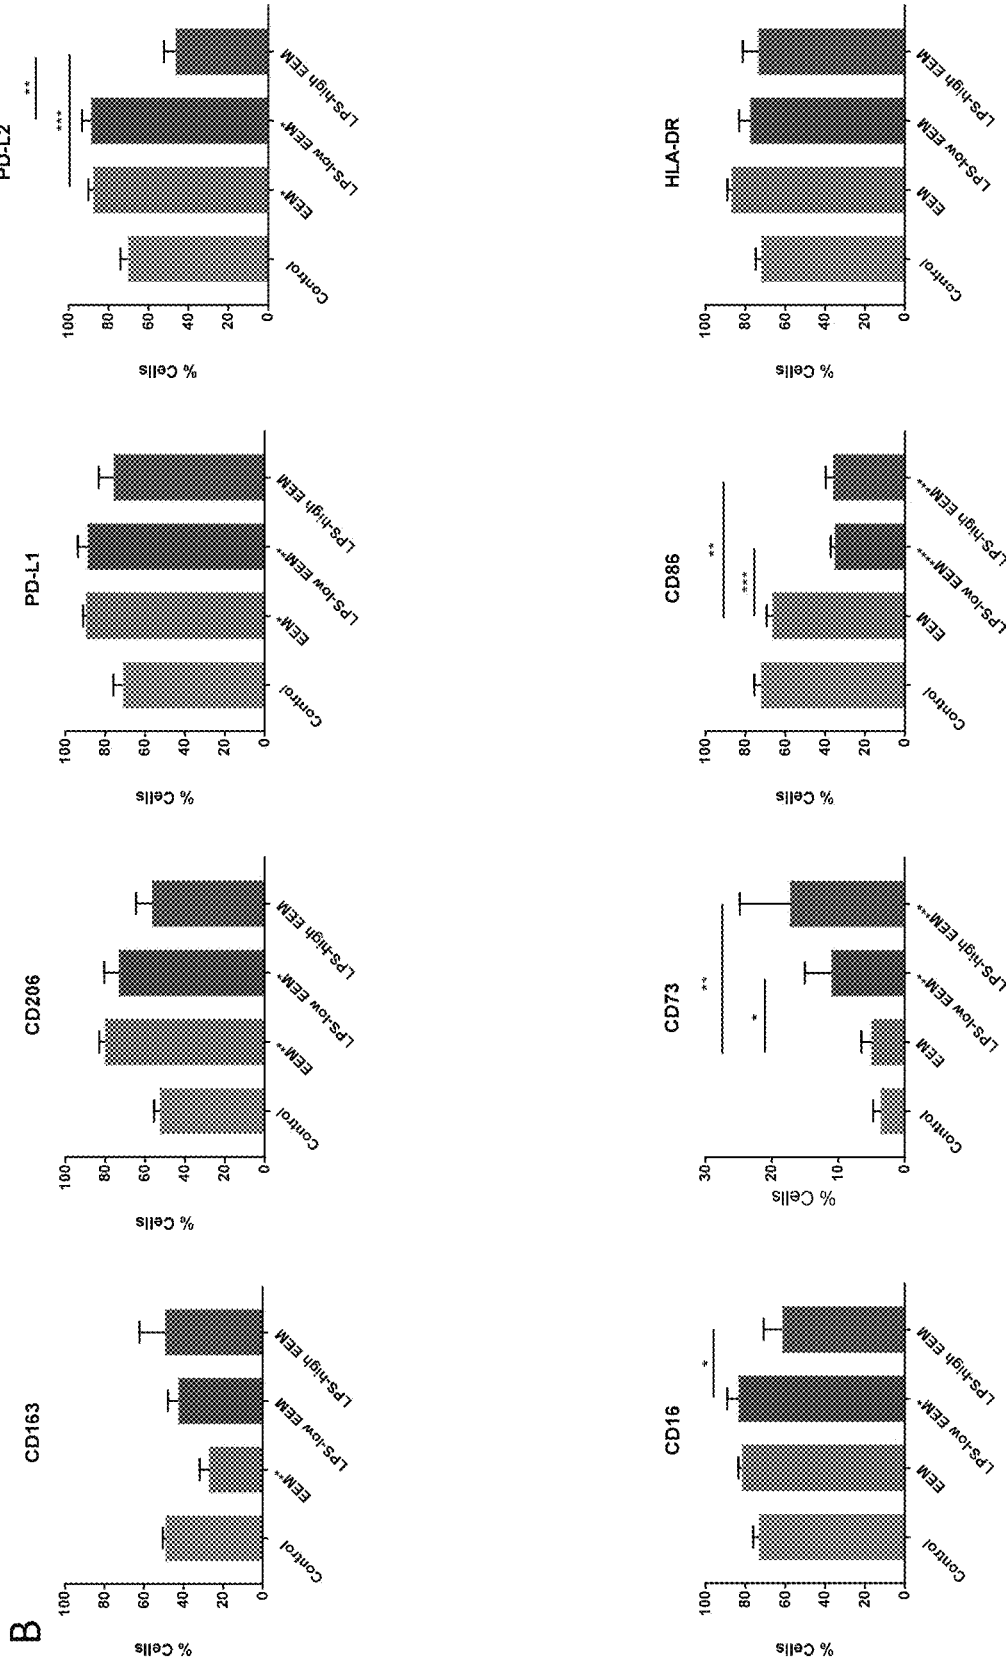 B
CD163
% Cells
100
80
60
40
20
0
Control
EEM**
LPS-low EEM
LPS-high EEM
CD206
% Cells
100
80
60
40
20
0
Control
EEM**
LPS-low EEM*
LPS-high EEM
PD-L1
% Cells
100
80
60
40
20
0
Control
EEM*
LPS-low EEM**
LPS-high EEM
PD-L2
**
***
% Cells
100
80
60
40
20
0
Control
EEM*
LPS-low EEM*
LPS-high EEM
CD16
*
% Cells
100
80
60
40
20
0
Control
EEM
LPS-low EEM*
LPS-high EEM
CD73
**
*
% Cells
30
20
10
0
Control
EEM
LPS-low EEM**
LPS-high EEM***
CD86
**
***
% Cells
100
80
60
40
20
0
Control
EEM
LPS-low EEM****
LPS-high EEM***
HLA-DR
% Cells
100
80
60
40
20
0
Control
EEM
LPS-low EEM
LPS-high EEM